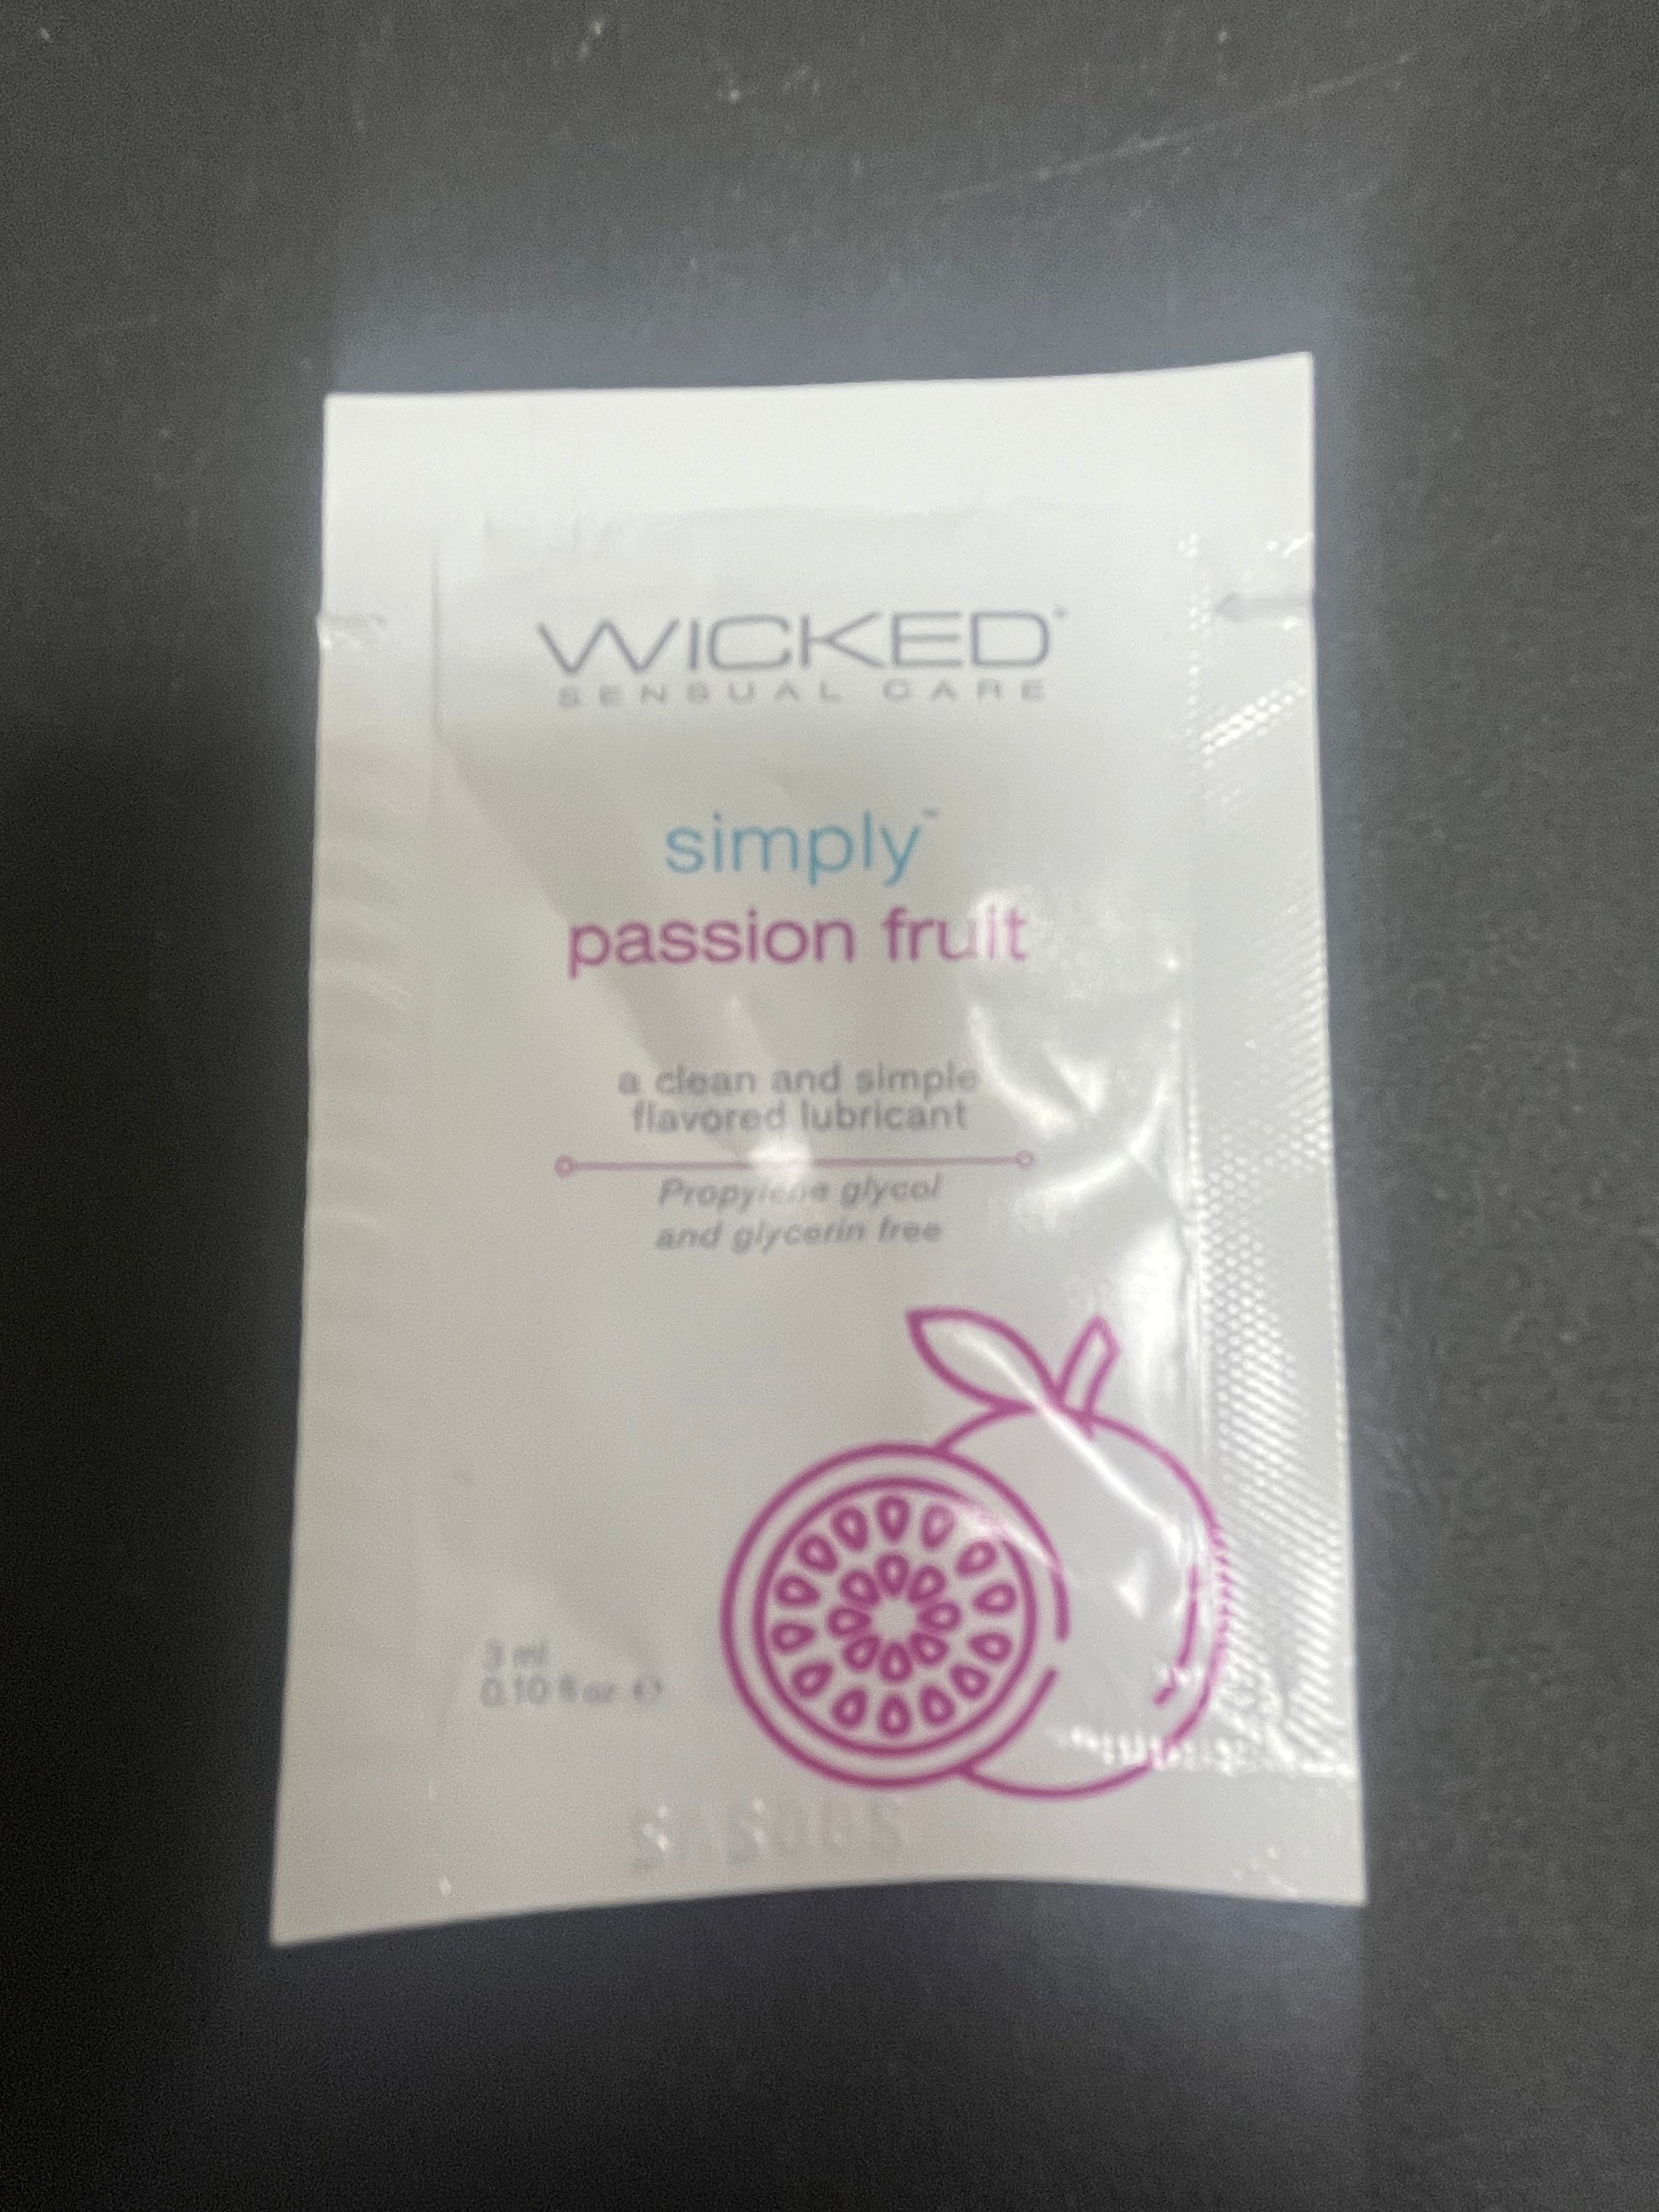 WICKED
SENSUAL CARE
simply™
passion fruit
a clean and simple
flavored lubricant
Propylene glycol
and glycerin free
3 ml
0.10 fl oz ℮